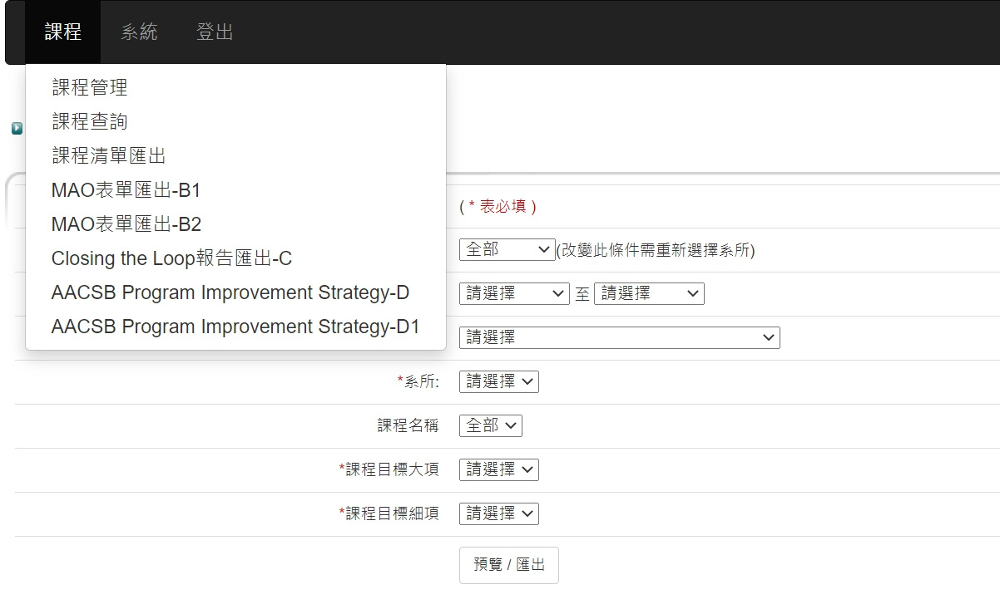 課程 系統 登出
課程管理
課程查詢
課程清單匯出
MAO表單匯出-B1
MAO表單匯出-B2
Closing the Loop報告匯出-C
AACSB Program Improvement Strategy-D
AACSB Program Improvement Strategy-D1
( * 表必填 )
全部 (改變此條件需重新選擇系所)
請選擇 至 請選擇
請選擇
*系所: 請選擇
課程名稱 全部
*課程目標大項 請選擇
*課程目標細項 請選擇
預覽 / 匯出